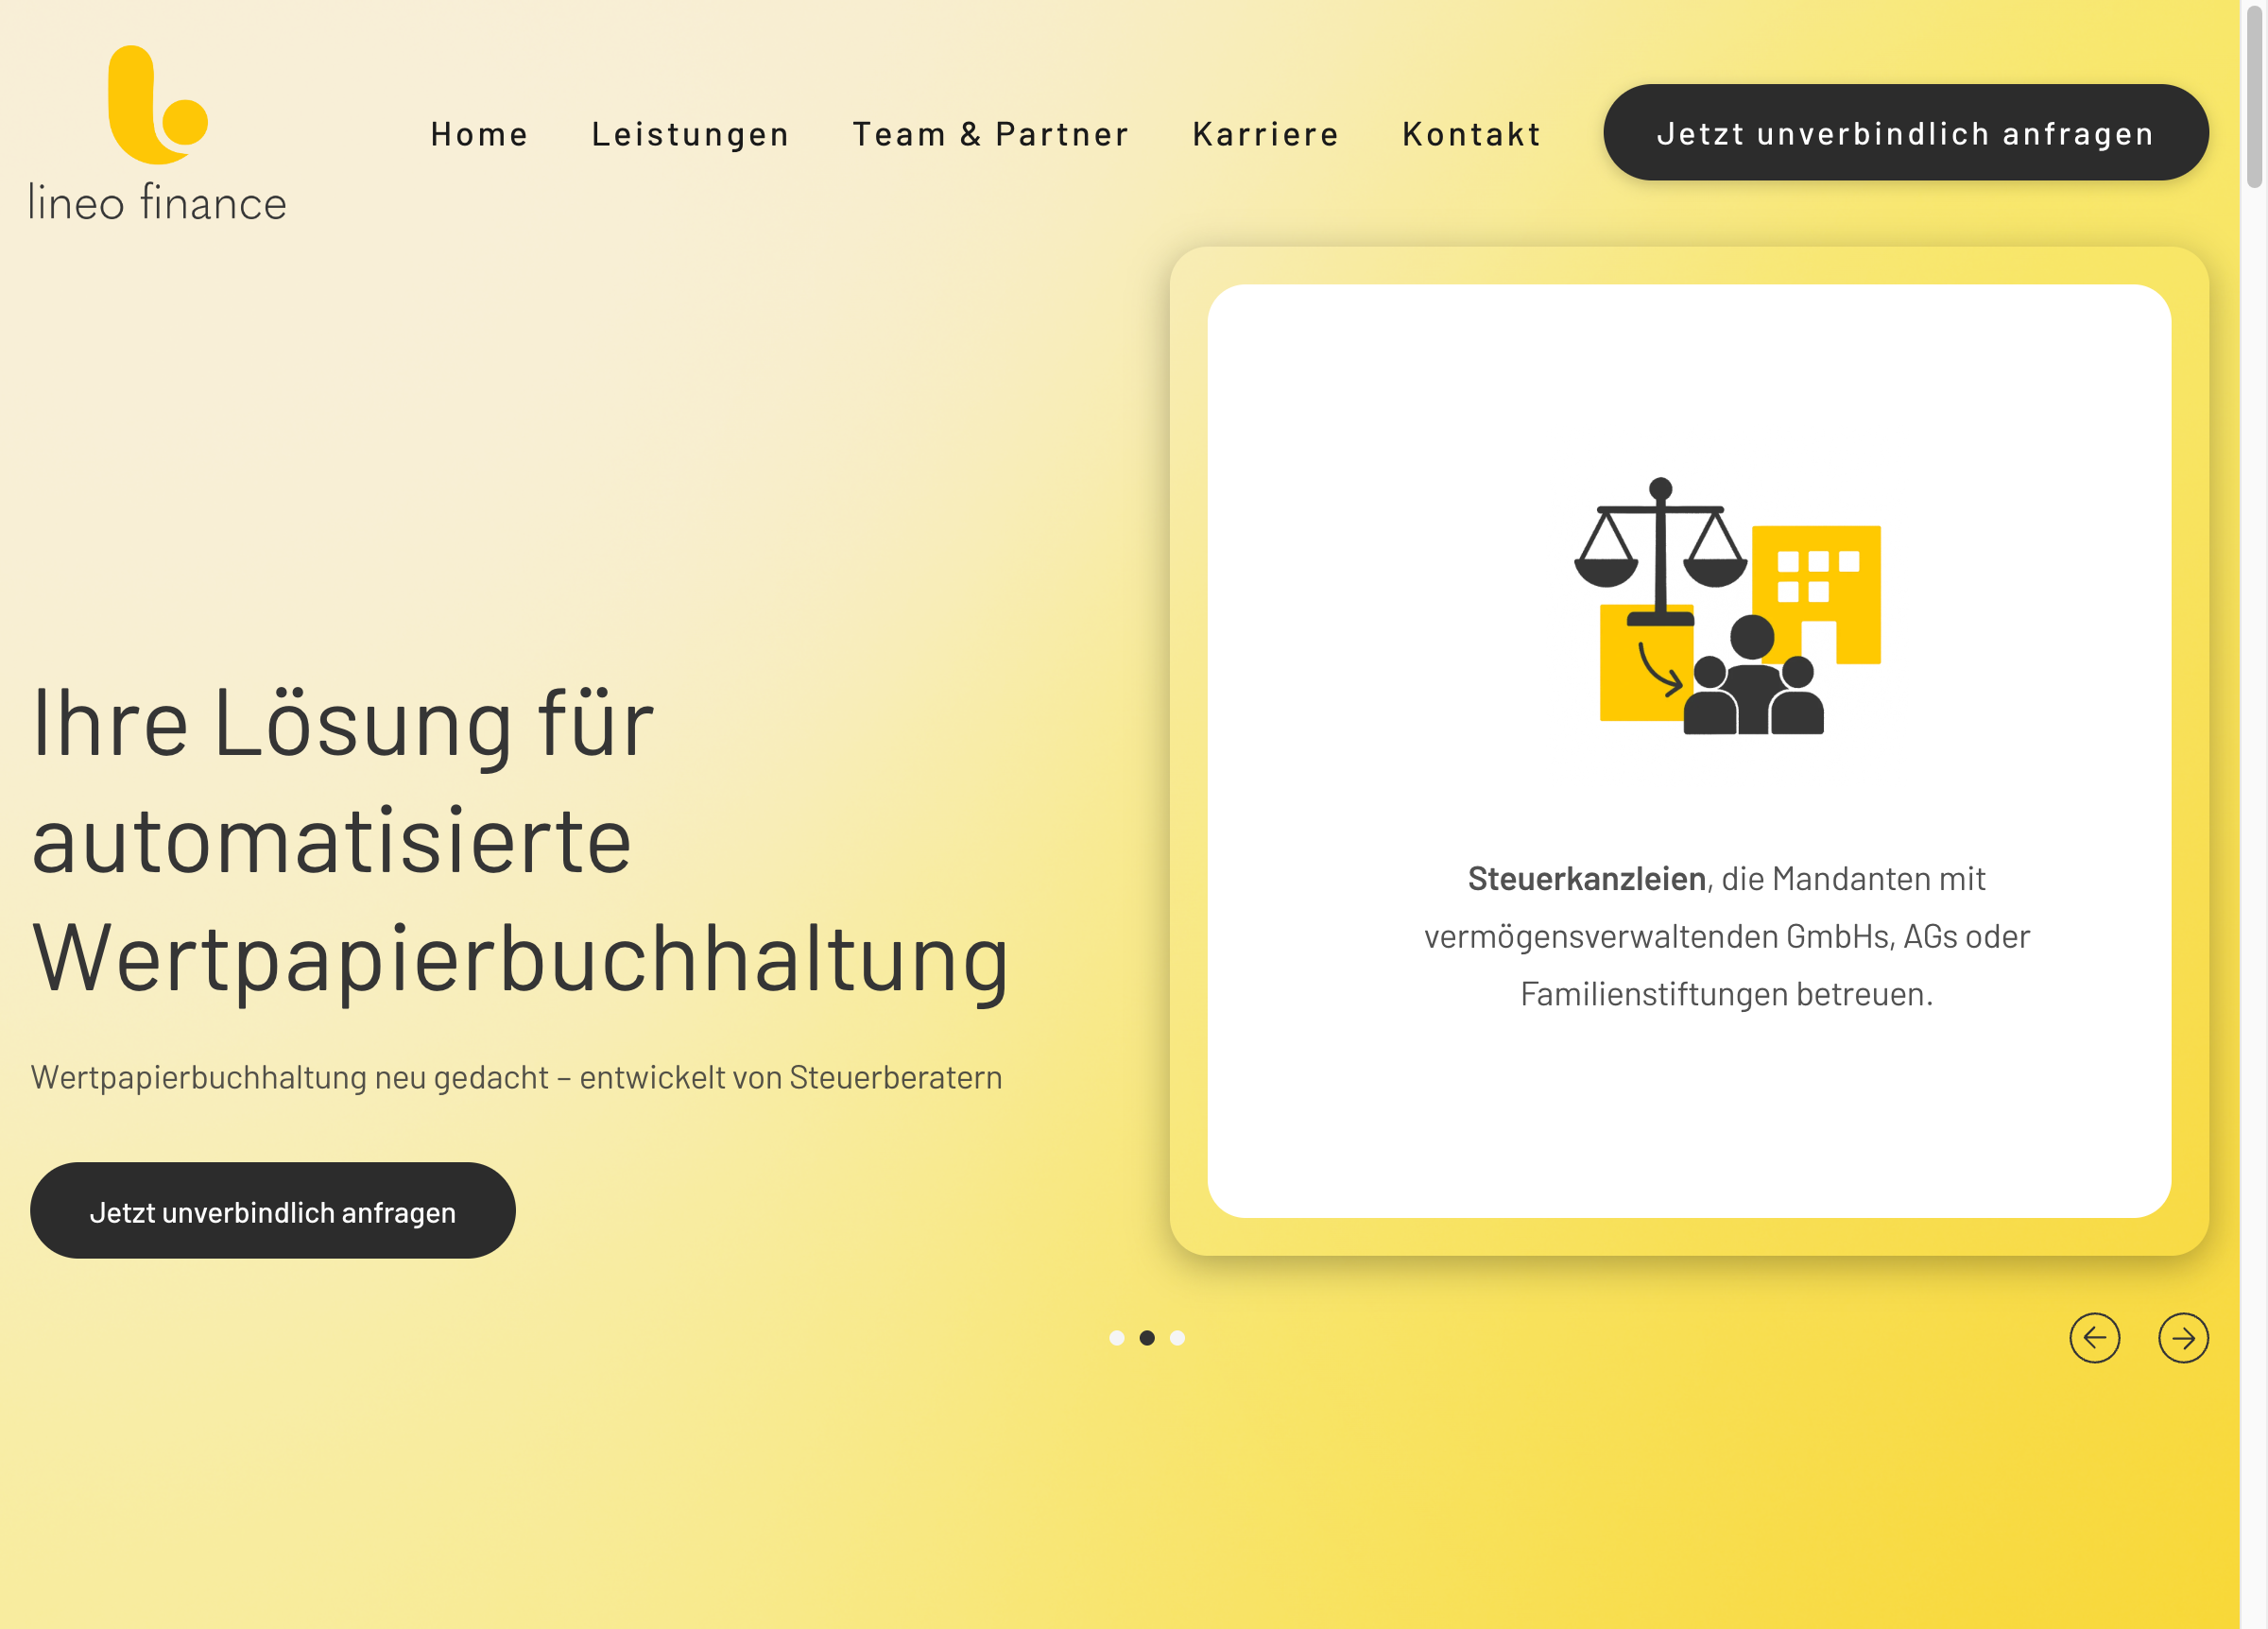 lineo finance
Home
Leistungen
Team & Partner
Karriere
Kontakt
Jetzt unverbindlich anfragen
Ihre Lösung für
automatisierte
Wertpapierbuchhaltung
Wertpapierbuchhaltung neu gedacht – entwickelt von Steuerberatern
Jetzt unverbindlich anfragen
Steuerkanzleien, die Mandanten mit
vermögensverwaltenden GmbHs, AGs oder
Familienstiftungen betreuen.